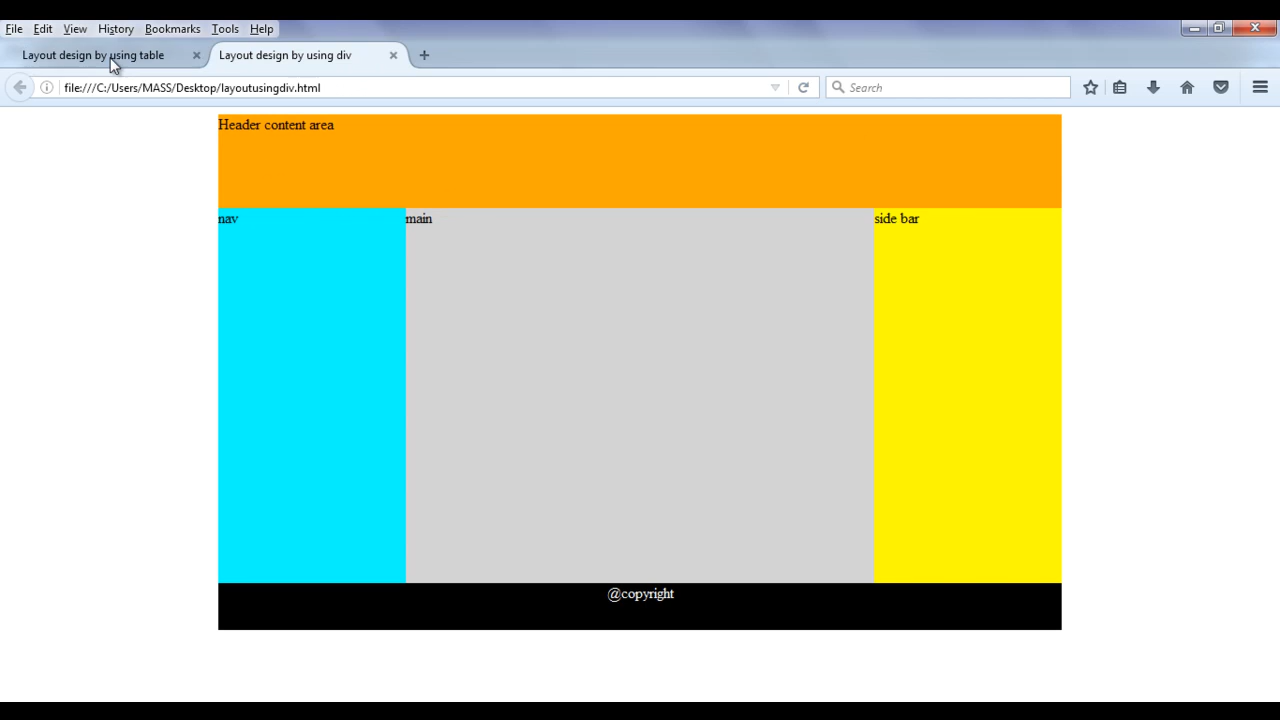 File Edit View History Bookmarks Tools Help
Layout design by using table Layout design by using div
file:///C:/Users/MASS/Desktop/layoutusingdiv.html Search
Header content area
nav main side bar
@copyright